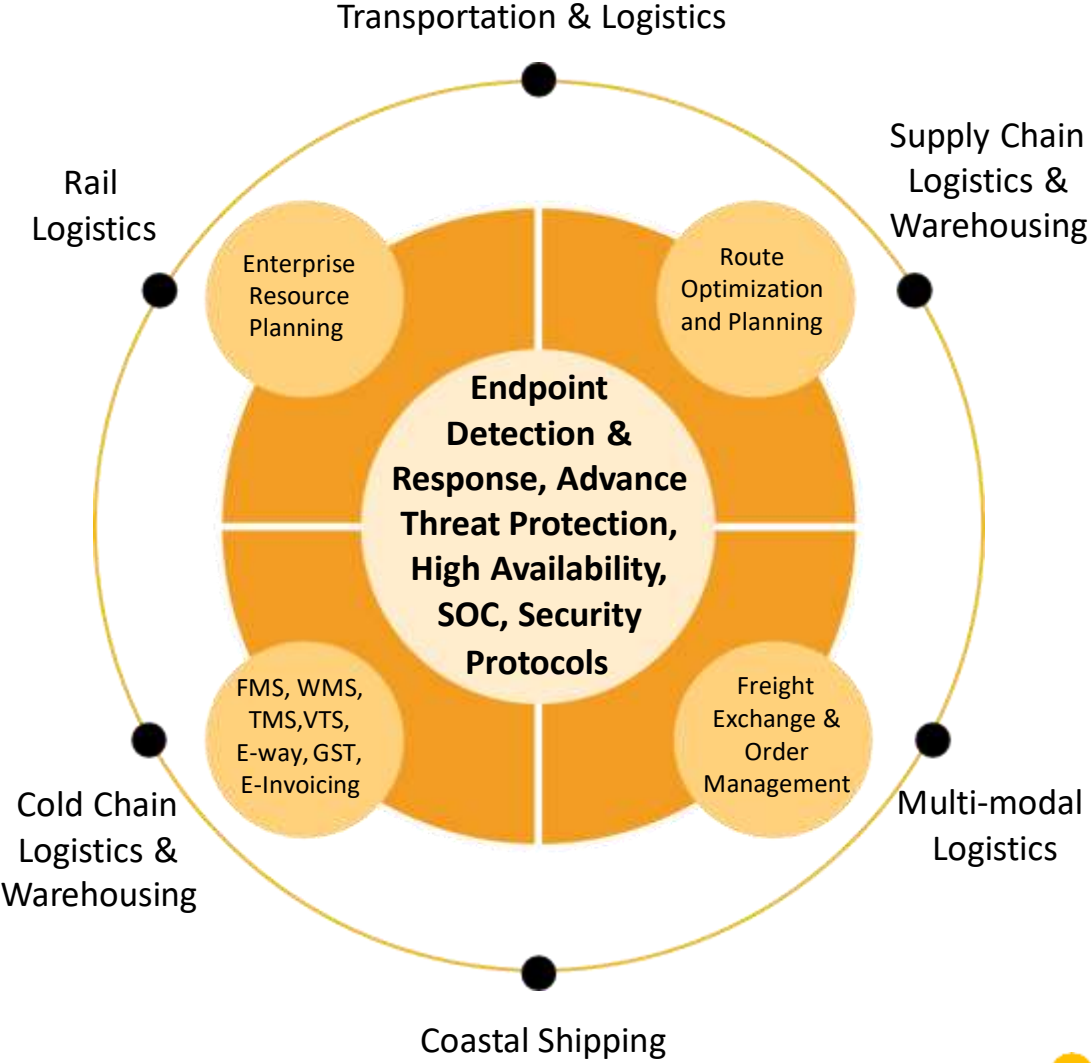 Transportation & Logistics
Supply Chain
Logistics &
Warehousing
Rail
Logistics
Enterprise
Resource
Planning
Route
Optimization
and Planning
Endpoint
Detection &
Response, Advance
Threat Protection,
High Availability,
SOC, Security
Protocols
FMS, WMS,
TMS,VTS,
E-way, GST,
E-Invoicing
Freight
Exchange &
Order
Management
Cold Chain
Logistics &
Warehousing
Multi-modal
Logistics
Coastal Shipping